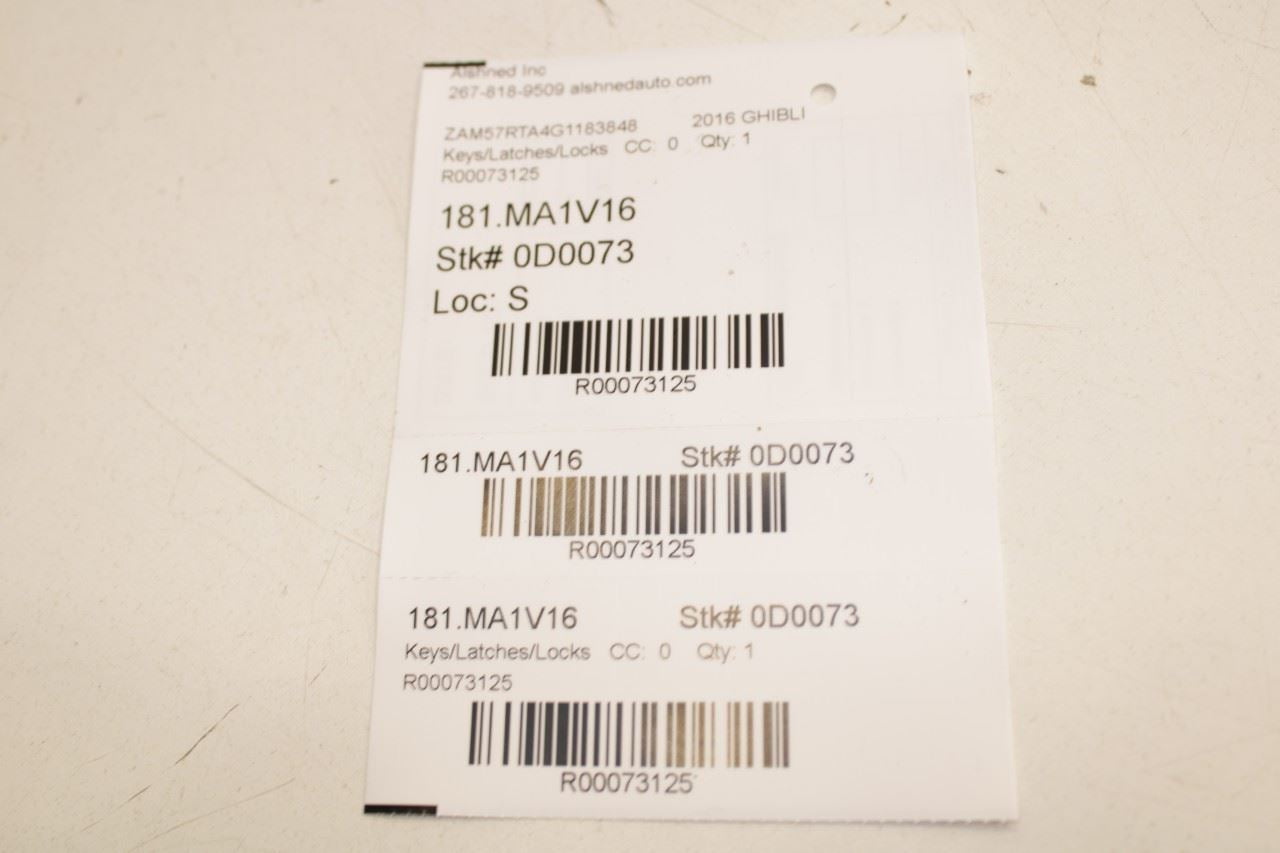 Alshned Inc
267-818-9509 alshnedauto.com
ZAM57RTA4G1183848 2016 GHIBLI
Keys/Latches/Locks CC: 0 Qty: 1
R00073125
181.MA1V16
Stk# 0D0073
Loc: S
R00073125
181.MA1V16 Stk# 0D0073
R00073125
181.MA1V16 Stk# 0D0073
Keys/Latches/Locks CC: 0 Qty: 1
R00073125
R00073125